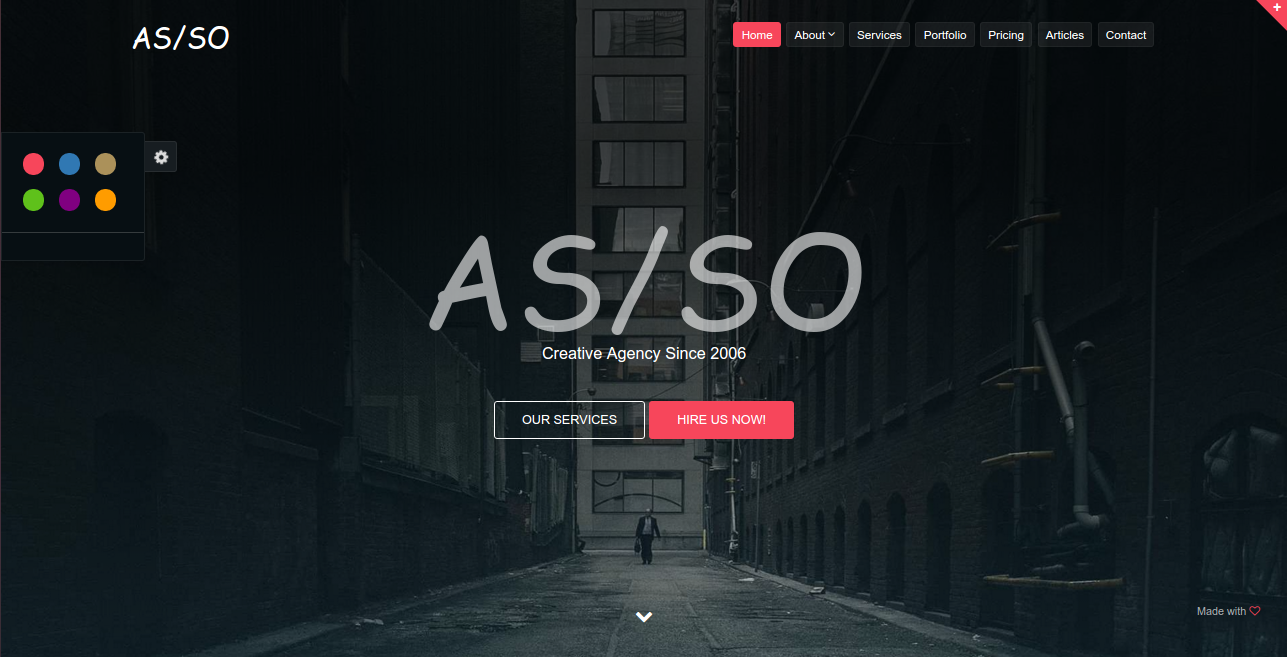 AS/SO
Home About Services Portfolio Pricing Articles Contact
AS/SO
Creative Agency Since 2006
OUR SERVICES HIRE US NOW!
Made with